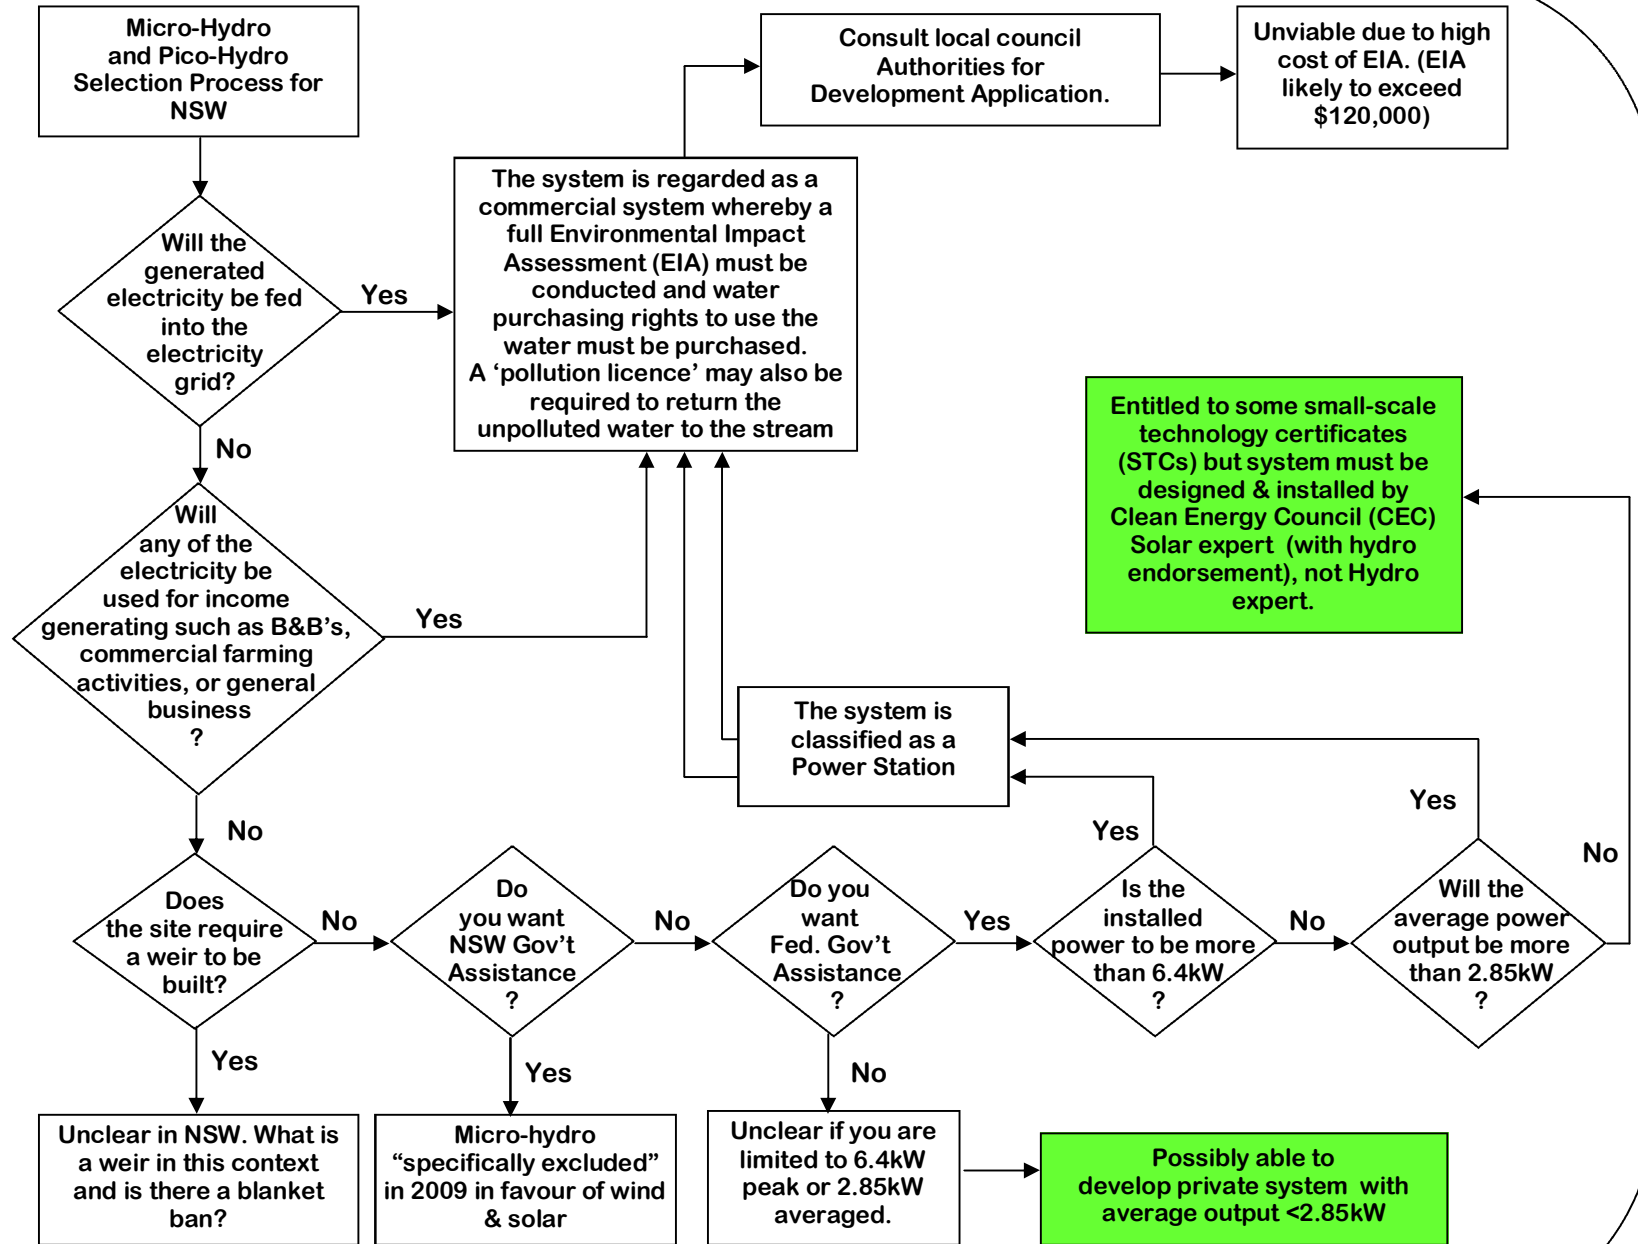 Micro-Hydro
and Pico-Hydro
Selection Process for
NSW
Consult local council
Authorities for
Development Application.
Unviable due to high
cost of EIA. (EIA
likely to exceed
$120,000)
Will the
generated
electricity be fed
into the
electricity
grid?
Yes
The system is regarded as a
commercial system whereby a
full Environmental Impact
Assessment (EIA) must be
conducted and water
purchasing rights to use the
water must be purchased.
A ‘pollution licence’ may also be
required to return the
unpolluted water to the stream
No
Will
any of the
electricity be
used for income
generating such as B&B’s,
commercial farming
activities, or general
business
?
Yes
Entitled to some small-scale
technology certificates
(STCs) but system must be
designed & installed by
Clean Energy Council (CEC)
Solar expert (with hydro
endorsement), not Hydro
expert.
The system is
classified as a
Power Station
No
Does
the site require
a weir to be
built?
No
Do
you want
NSW Gov’t
Assistance
?
No
Do you
want
Fed. Gov’t
Assistance
?
Yes
Is the
installed
power to be more
than 6.4kW
?
Yes
No
Will the
average power
output be more
than 2.85kW
?
Yes
No
Yes
Unclear in NSW. What is
a weir in this context
and is there a blanket
ban?
Yes
Micro-hydro
“specifically excluded”
in 2009 in favour of wind
& solar
No
Unclear if you are
limited to 6.4kW
peak or 2.85kW
averaged.
Possibly able to
develop private system with
average output <2.85kW